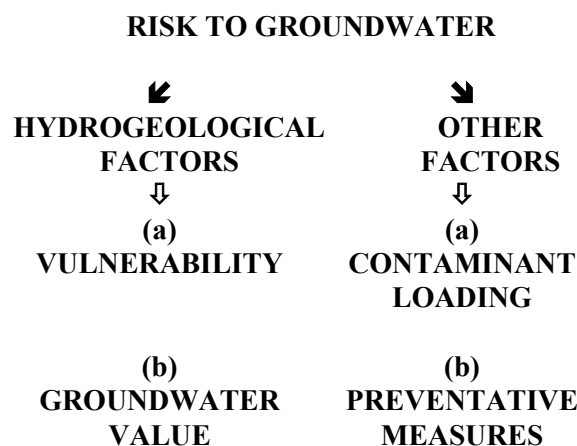 RISK TO GROUNDWATER
HYDROGEOLOGICAL
FACTORS
OTHER
FACTORS
(a)
VULNERABILITY
(a)
CONTAMINANT
LOADING
(b)
GROUNDWATER
VALUE
(b)
PREVENTATIVE
MEASURES